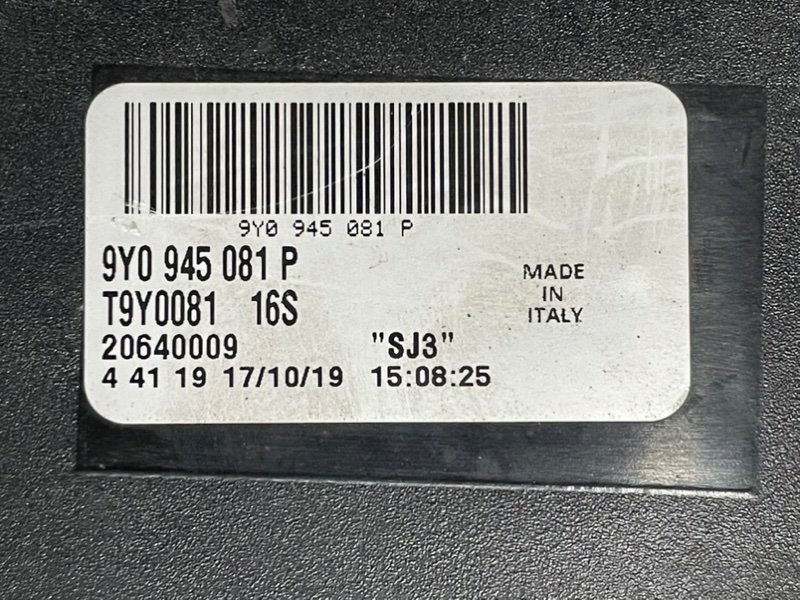 9Y0 945 081 P
9Y0 945 081 P
T9Y0081 16S
20640009 "SJ3"
4 41 19 17/10/19 15:08:25
MADE
IN
ITALY